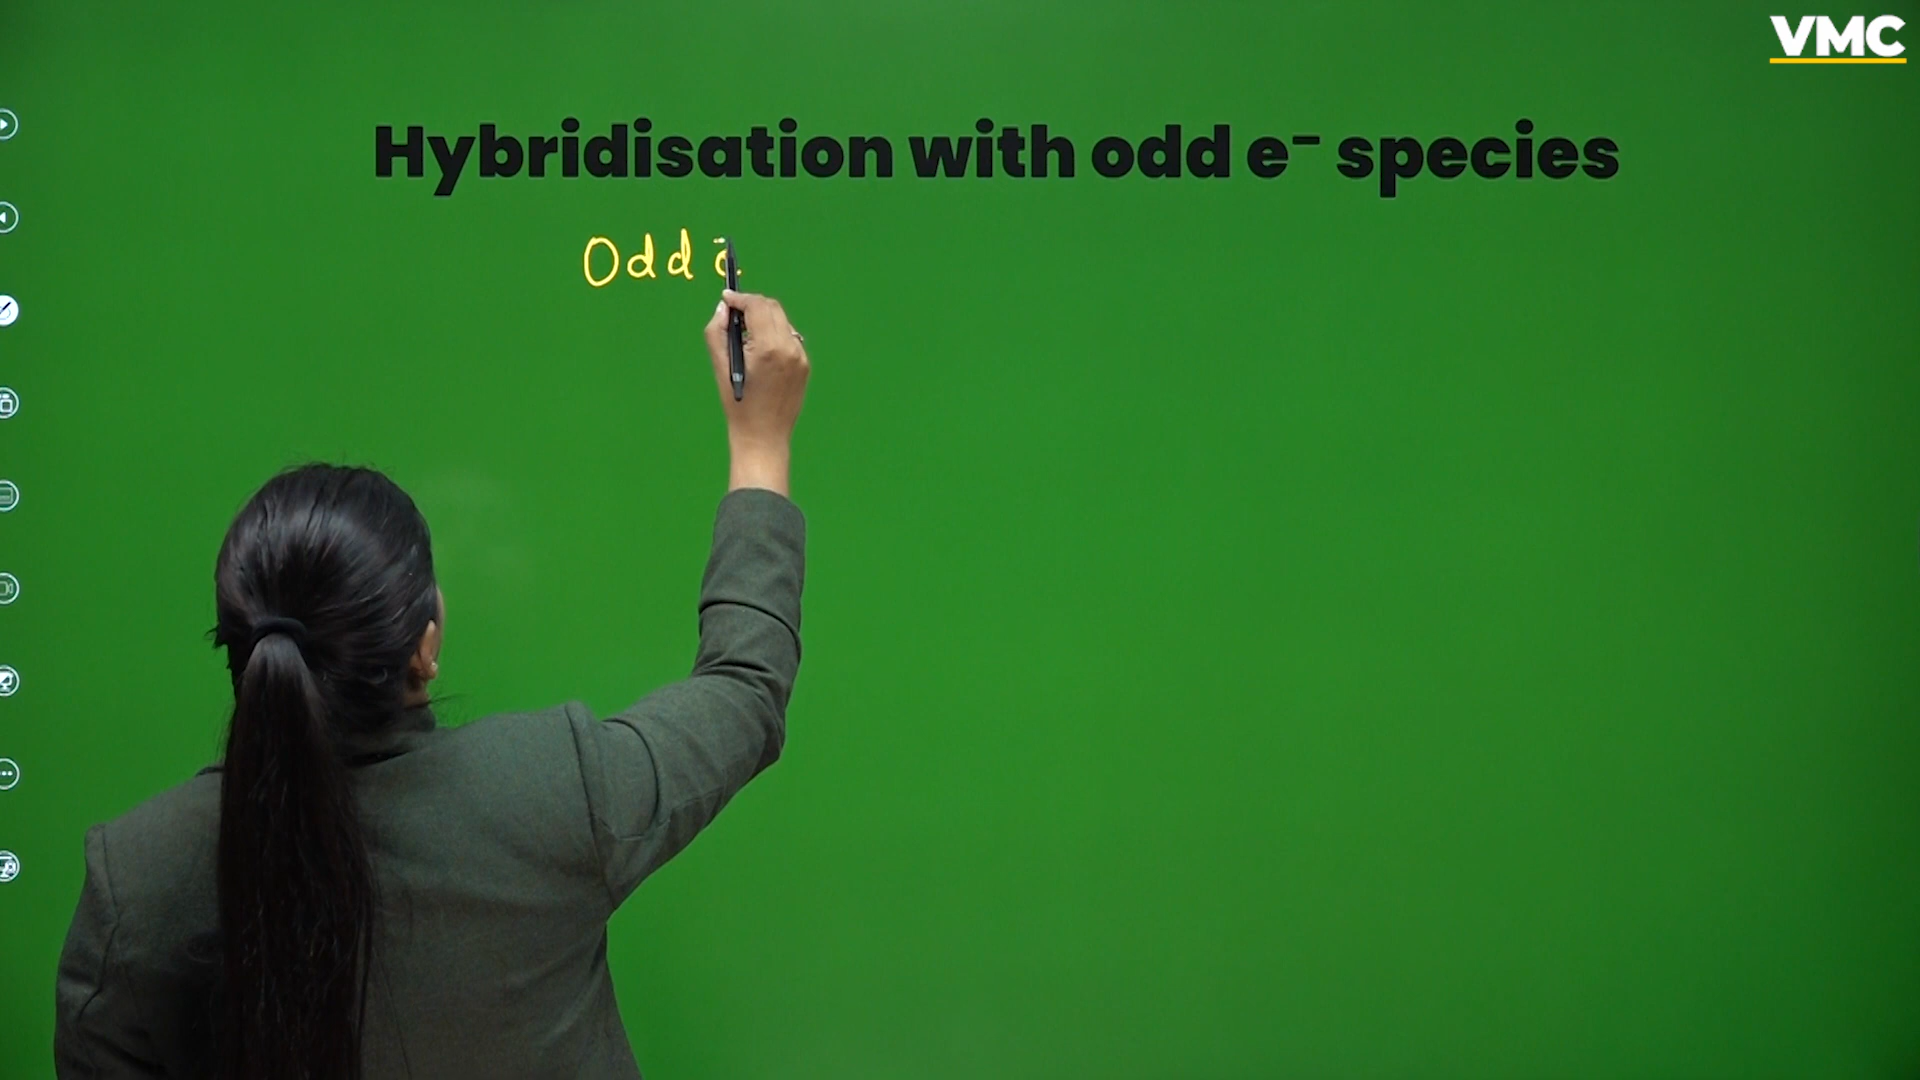 VMC
Hybridisation with odd e⁻ species
Odd e⁻